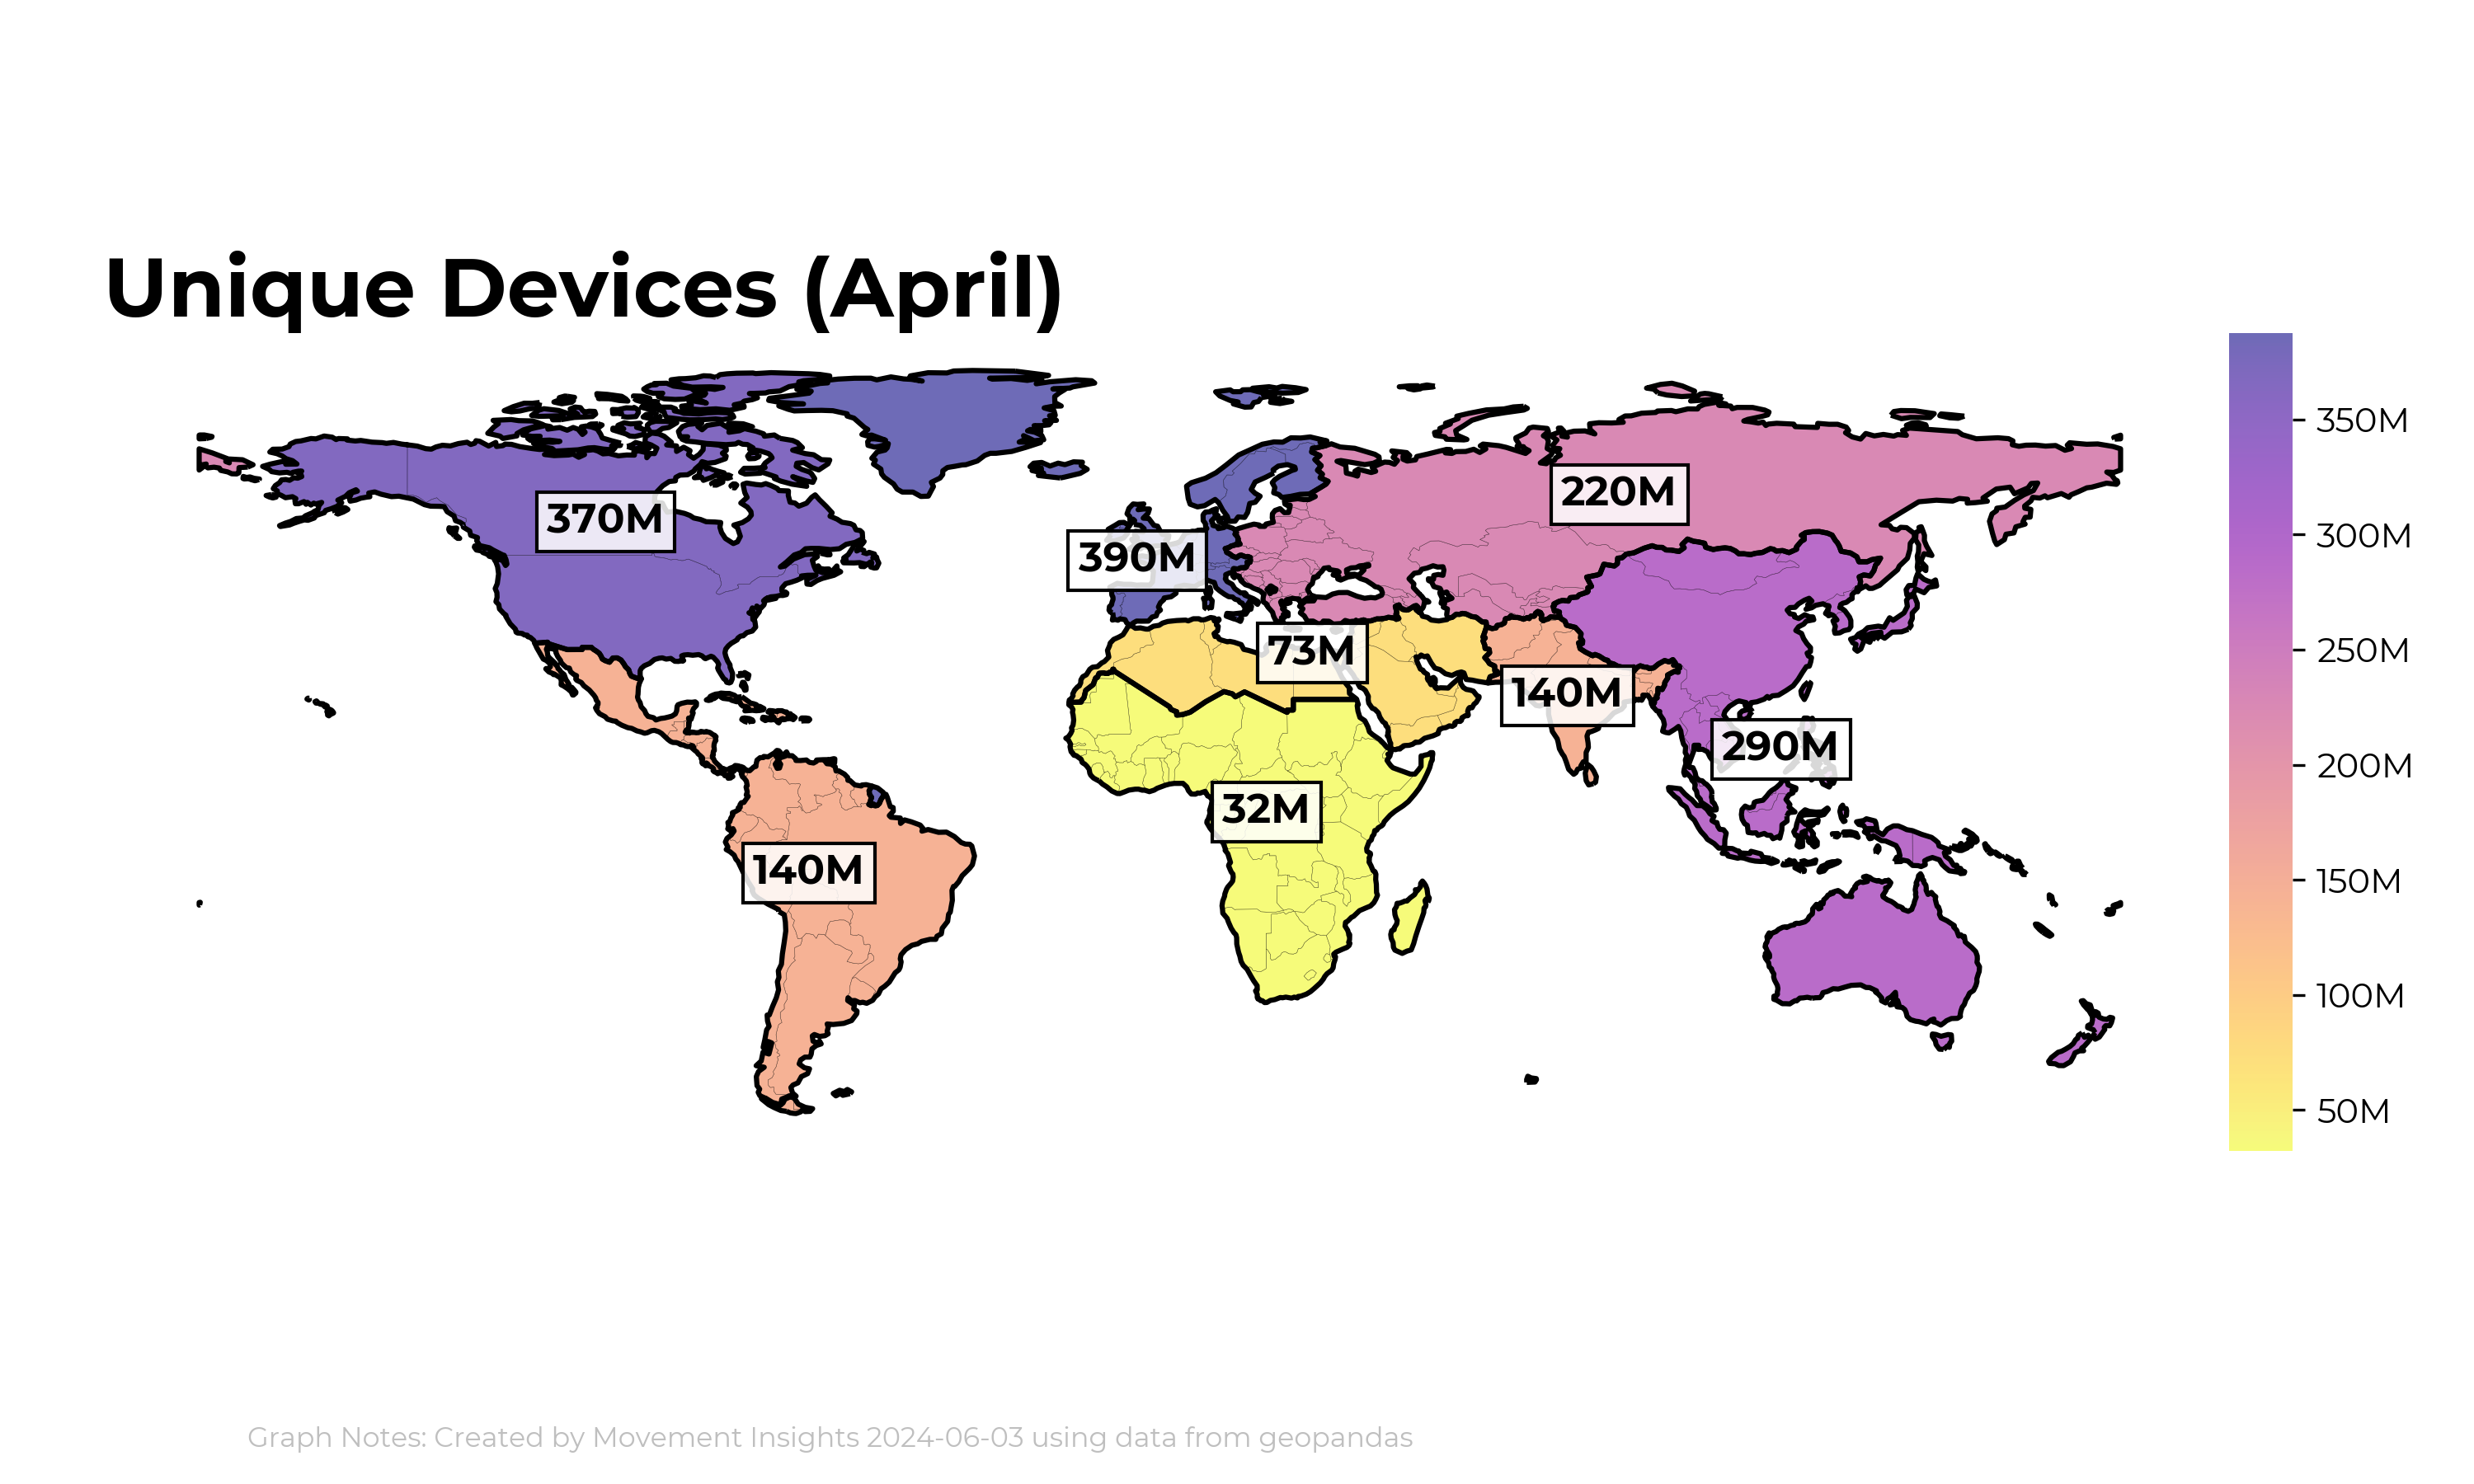 Unique Devices (April)
350M
370M
220M
300M
390M
250M
73M
140M
290M
200M
32M
140M
150M
100M
50M
Graph Notes: Created by Movement Insights 2024-06-03 using data from geopandas